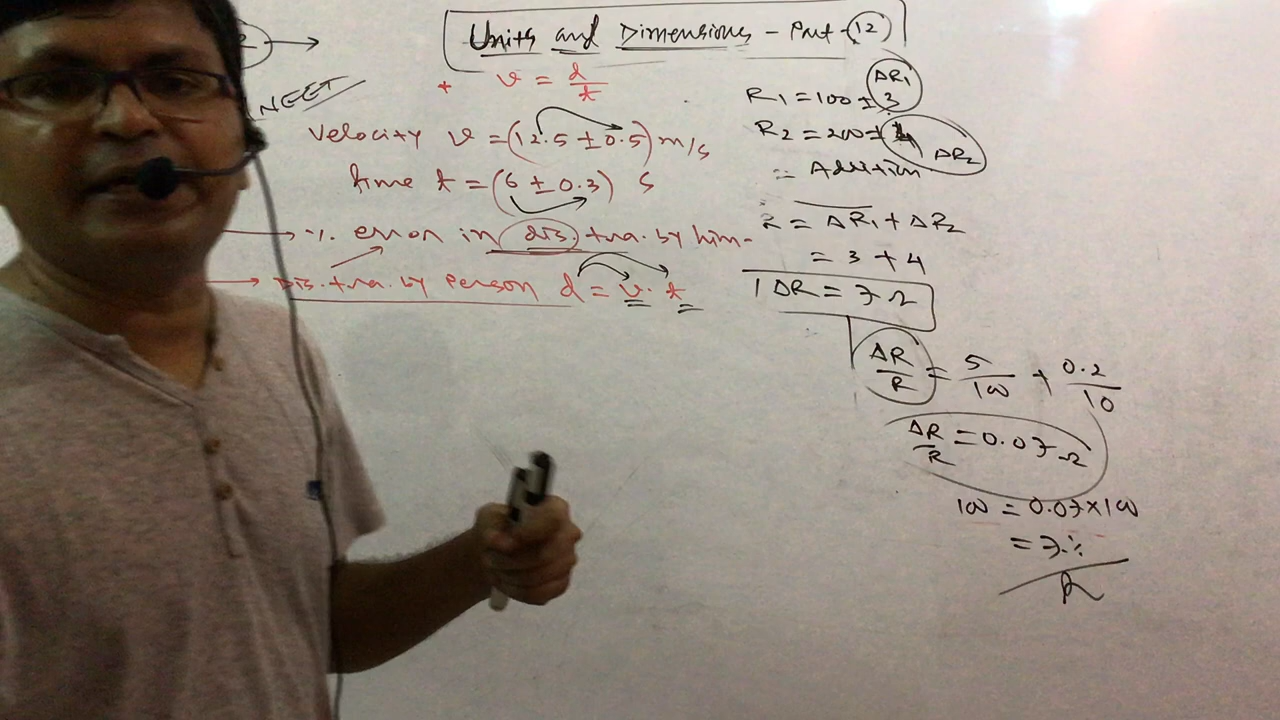 Units and Dimensions - Part - 12
NEET
* v = d/t
Velocity v = (12.5 ± 0.5) m/s
time t = (6 ± 0.3) s
→ % error in dis. tra. by him-
→ Dis. tra. by Person d = v. t
R1 = 100 ± 3 ΔR1
R2 = 200 ± 4 ΔR2
= Addition
R = ΔR1 + ΔR2
= 3 + 4
ΔR = 7 Ω
ΔR/R = 5/100 + 0.2/10
ΔR/R = 0.07 Ω
100 = 0.07 × 100
= 7%